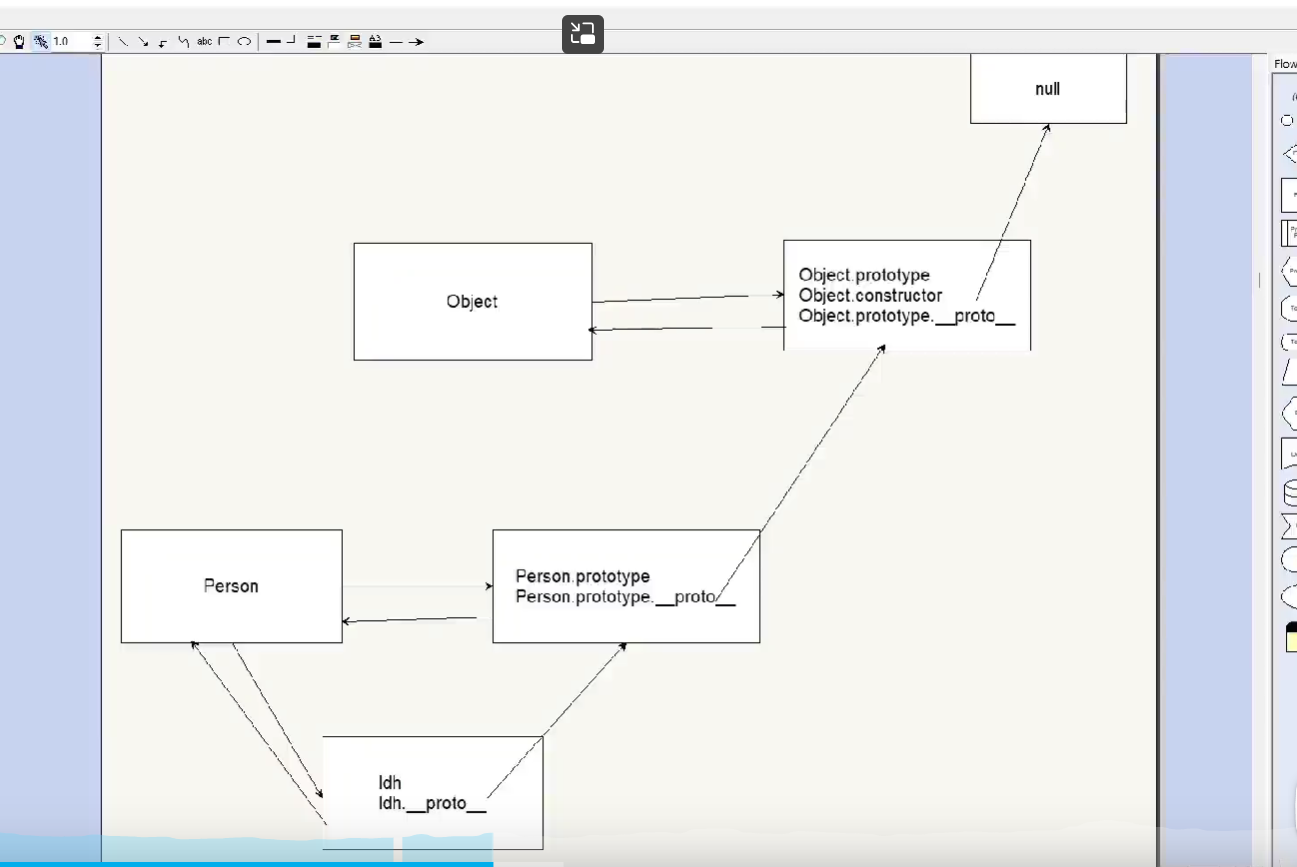 1.0
abc
Flow
null
Object
Object.prototype
Object.constructor
Object.prototype.__proto__
Person
Person.prototype
Person.prototype.__proto__
ldh
ldh.__proto__